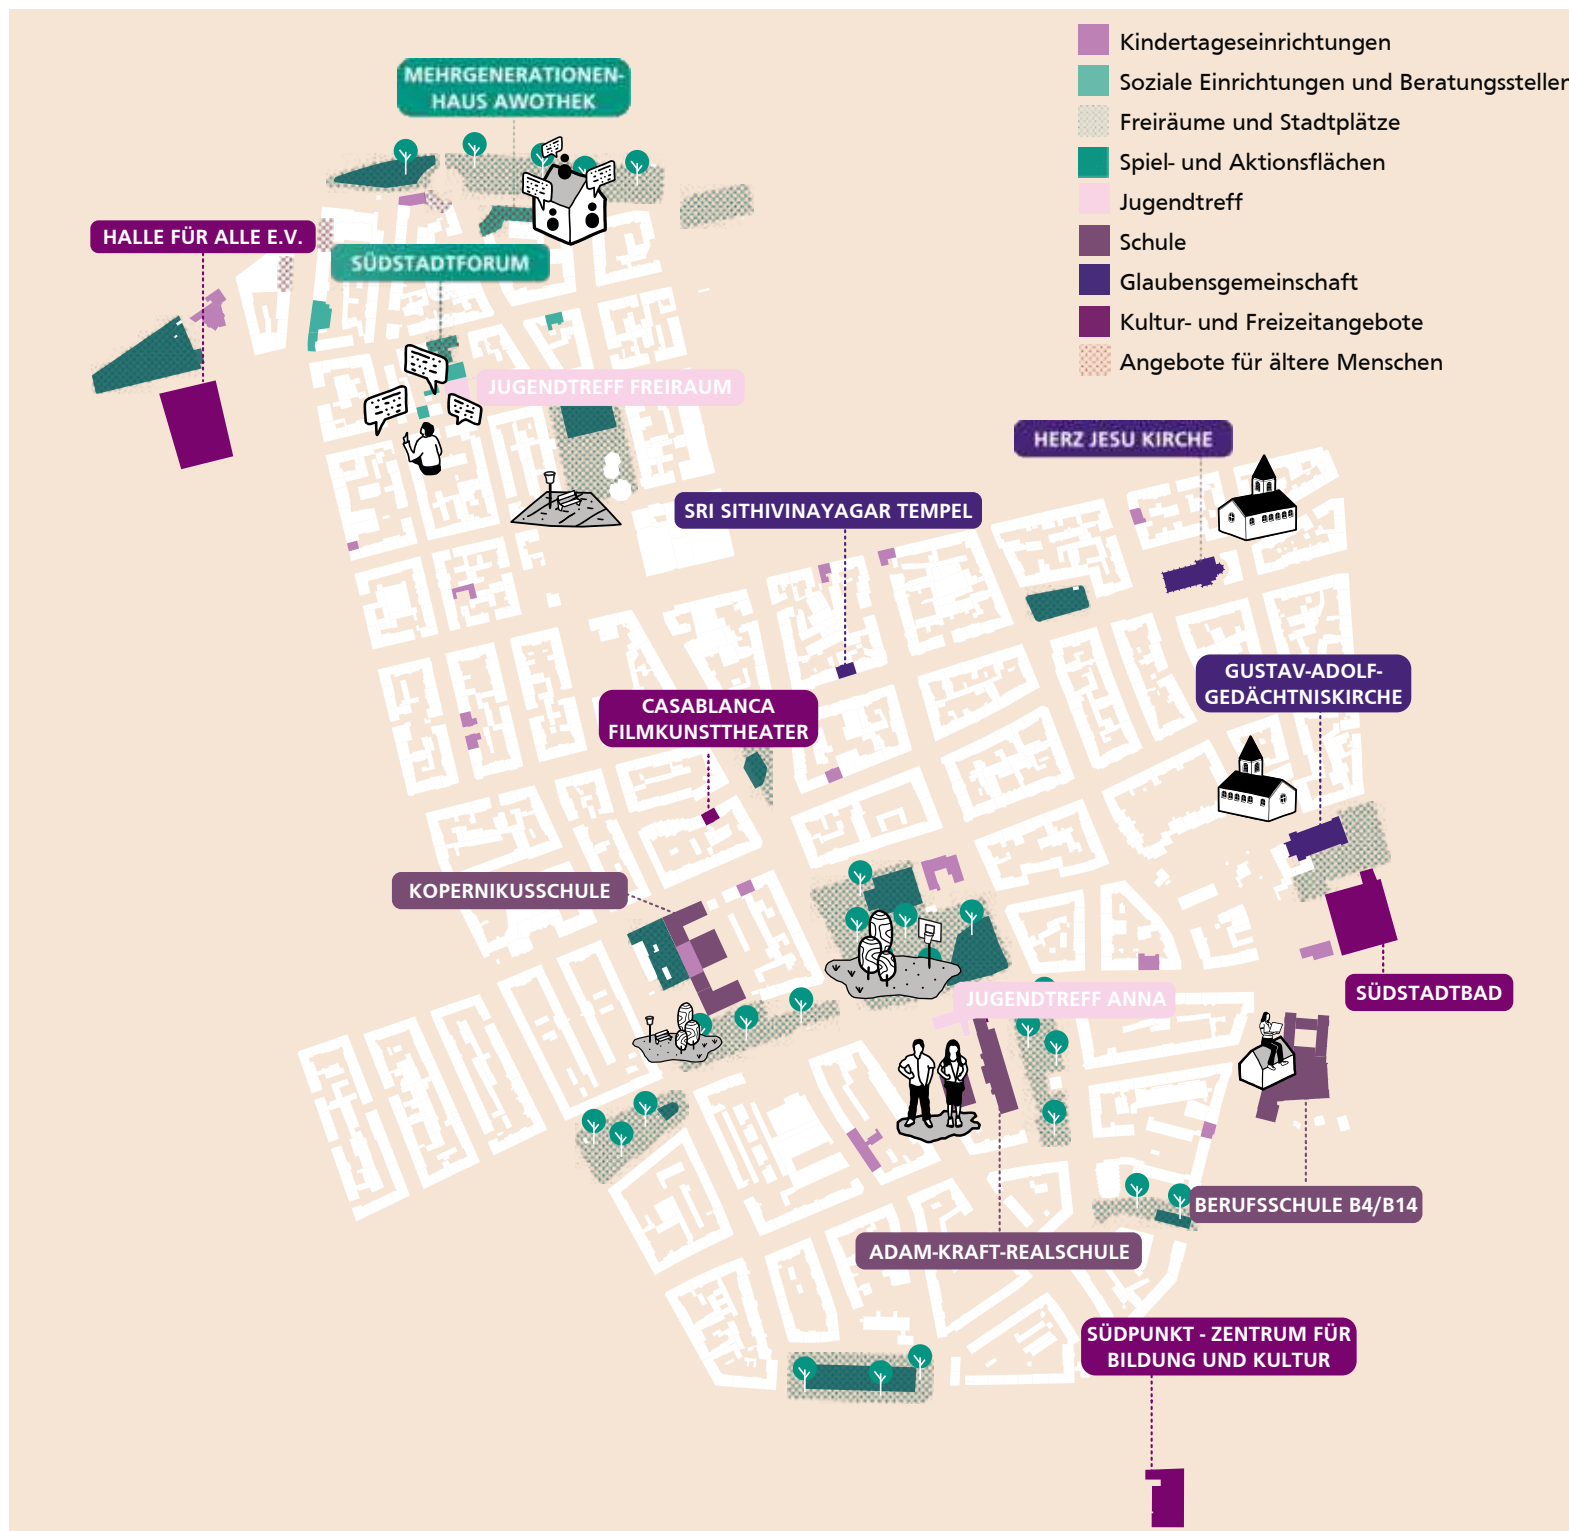 Kindertageseinrichtungen
Soziale Einrichtungen und Beratungsstellen
Freiräume und Stadtplätze
Spiel- und Aktionsflächen
Jugendtreff
Schule
Glaubensgemeinschaft
Kultur- und Freizeitangebote
Angebote für ältere Menschen
MEHRGENERATIONEN-
HAUS AWOTHEK
HALLE FÜR ALLE E.V.
SÜDSTADTFORUM
JUGENDTREFF FREIRAUM
HERZ JESU KIRCHE
SRI SITHIVINAYAGAR TEMPEL
GUSTAV-ADOLF-
GEDÄCHTNISKIRCHE
CASABLANCA
FILMKUNSTTHEATER
KOPERNIKUSSCHULE
SÜDSTADTBAD
JUGENDTREFF ANNA
BERUFSSCHULE B4/B14
ADAM-KRAFT-REALSCHULE
SÜDPUNKT - ZENTRUM FÜR
BILDUNG UND KULTUR